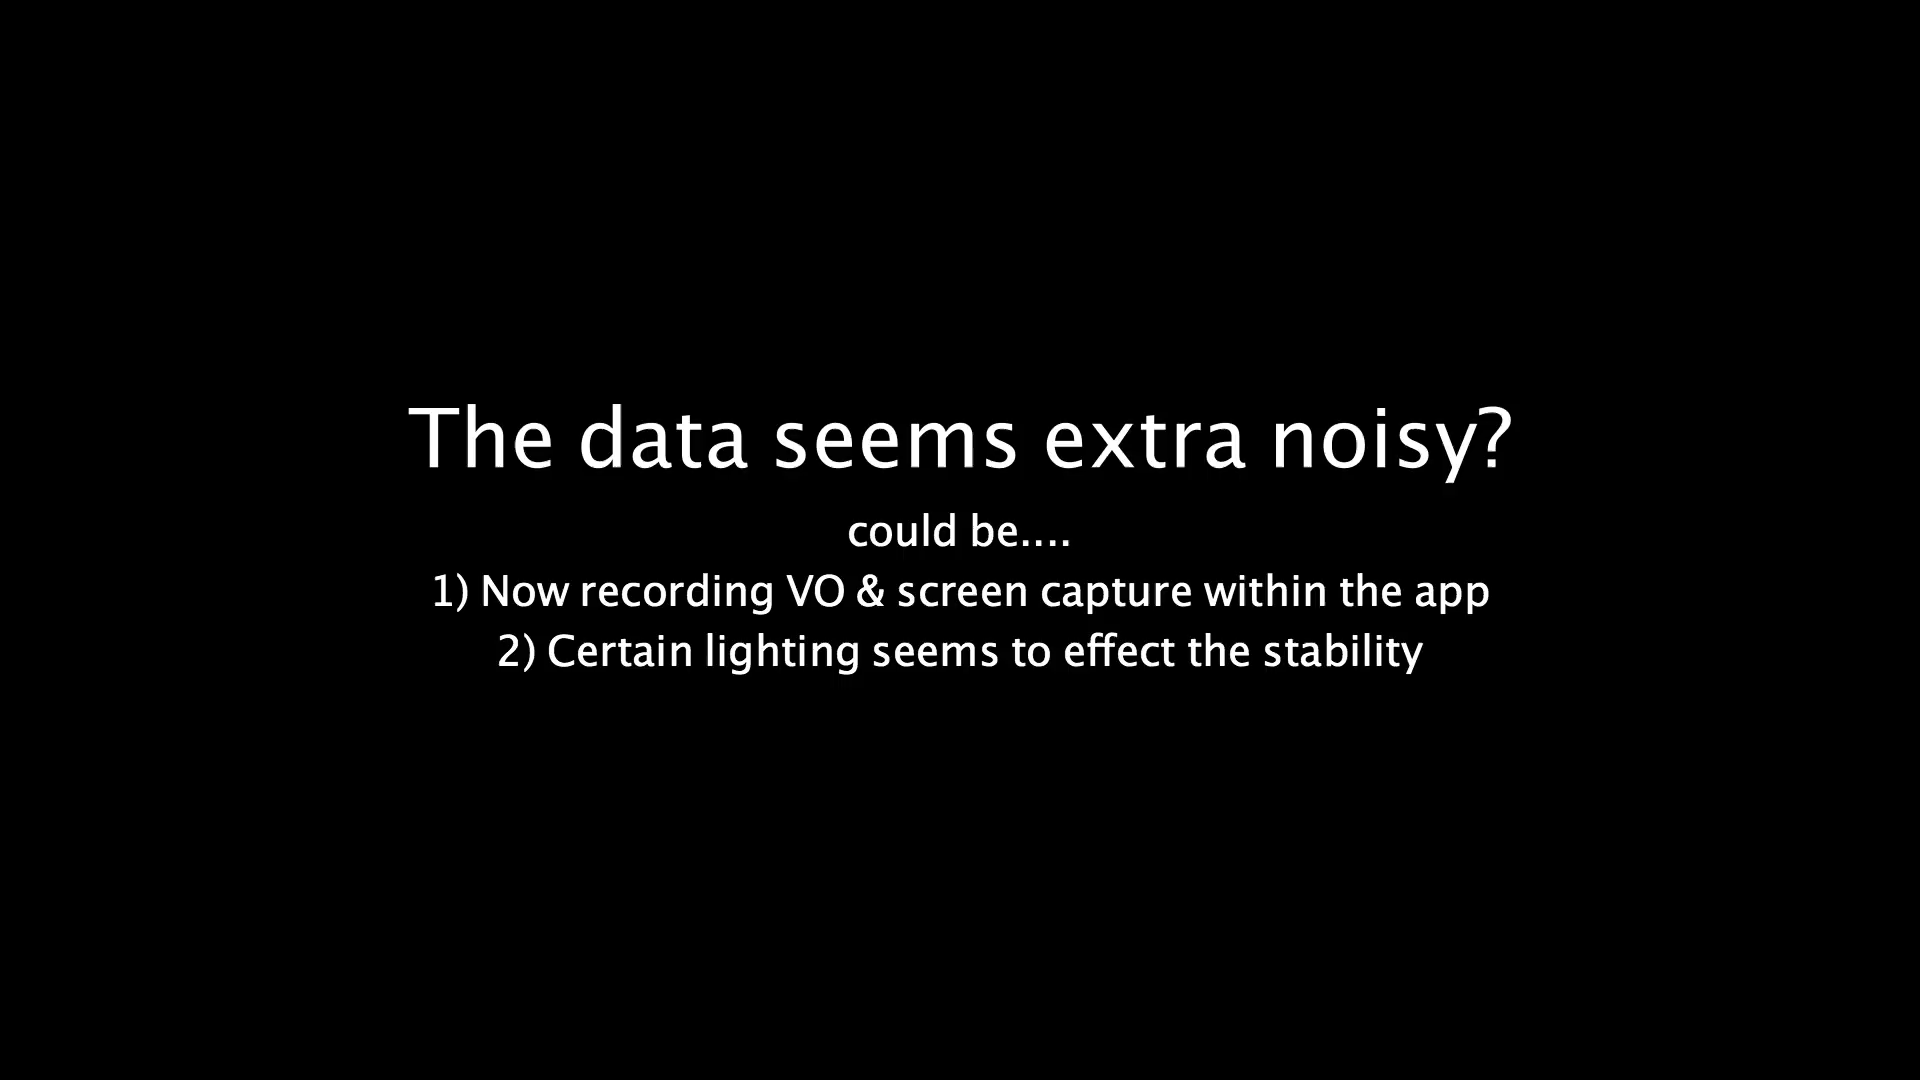 The data seems extra noisy?
could be....
1) Now recording VO & screen capture within the app
2) Certain lighting seems to effect the stability